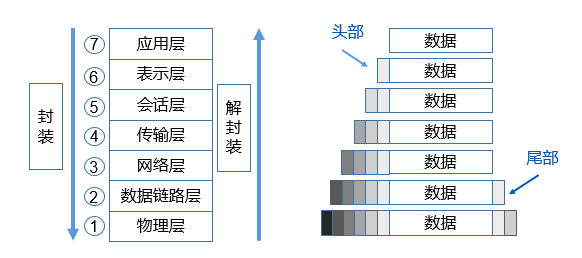 封装
⑦ 应用层
⑥ 表示层
⑤ 会话层
④ 传输层
③ 网络层
② 数据链路层
① 物理层
解封装
头部
数据
数据
数据
数据
数据
尾部
数据
数据